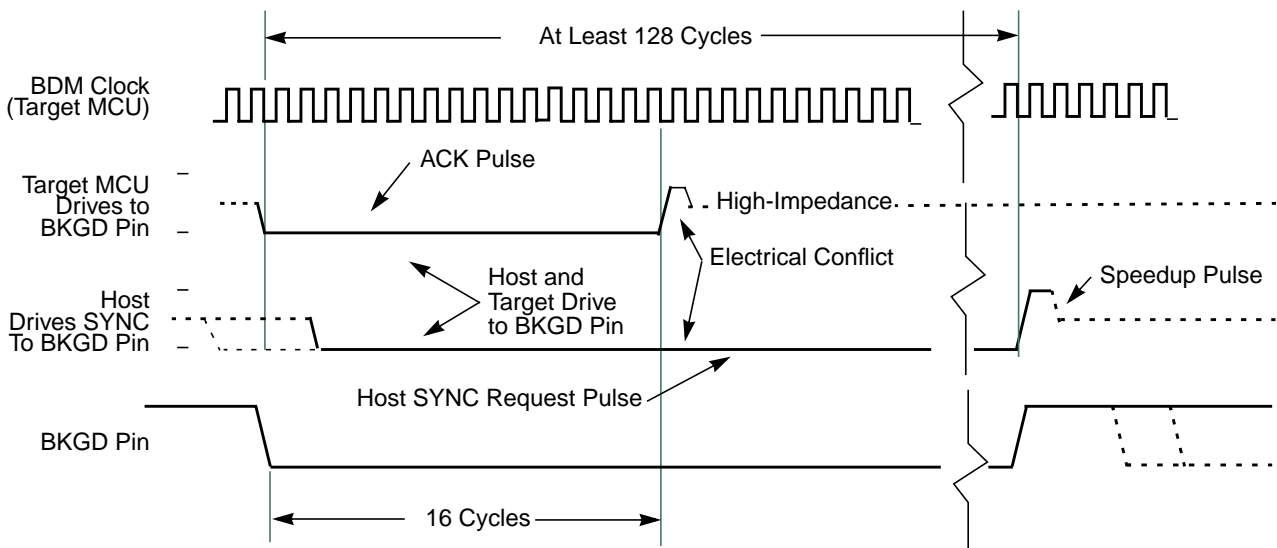 At Least 128 Cycles
BDM Clock
(Target MCU)
ACK Pulse
Target MCU
Drives to
BKGD Pin
High-Impedance
Electrical Conflict
Host and
Target Drive
to BKGD Pin
Speedup Pulse
Host
Drives SYNC
To BKGD Pin
Host SYNC Request Pulse
BKGD Pin
16 Cycles